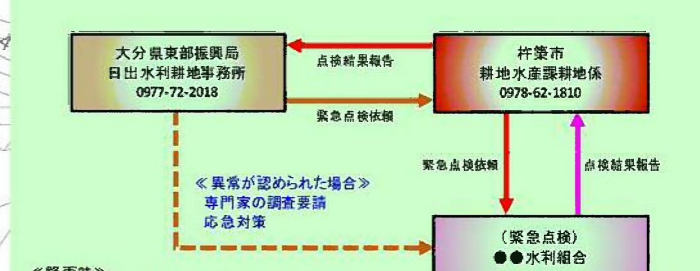 大分県東部振興局
日出水利耕地事務所
0977-72-2018
点検結果報告
緊急点検依頼
杵築市
耕地水産課耕地係
0978-62-1810
緊急点検依頼
点検結果報告
≪異常が認められた場合≫
専門家の調査要請
応急対策
(緊急点検)
●●水利組合